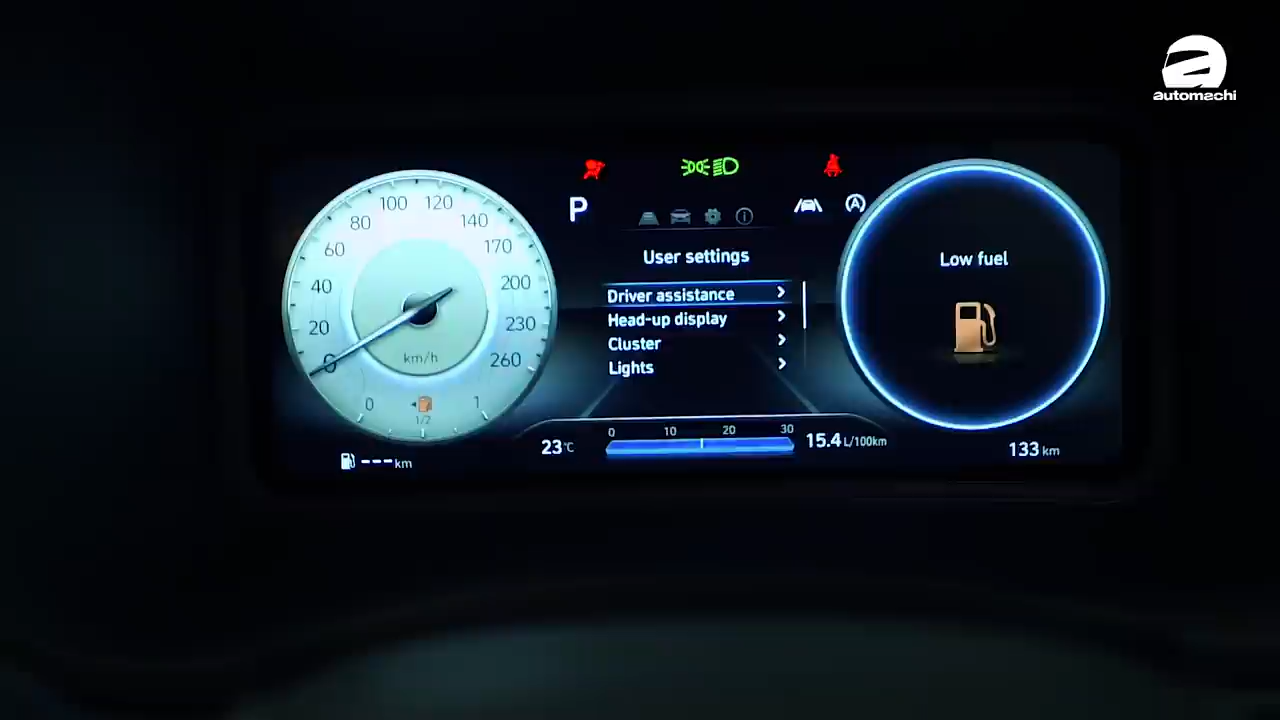 automachi
100 120
80 140
60 170
40 200
20 230
0 260
km/h
0 1
1/2
--- km
P
User settings
Driver assistance
Head-up display
Cluster
Lights
23°C
0 10 20 30
15.4 L/100km
A
Low fuel
133 km